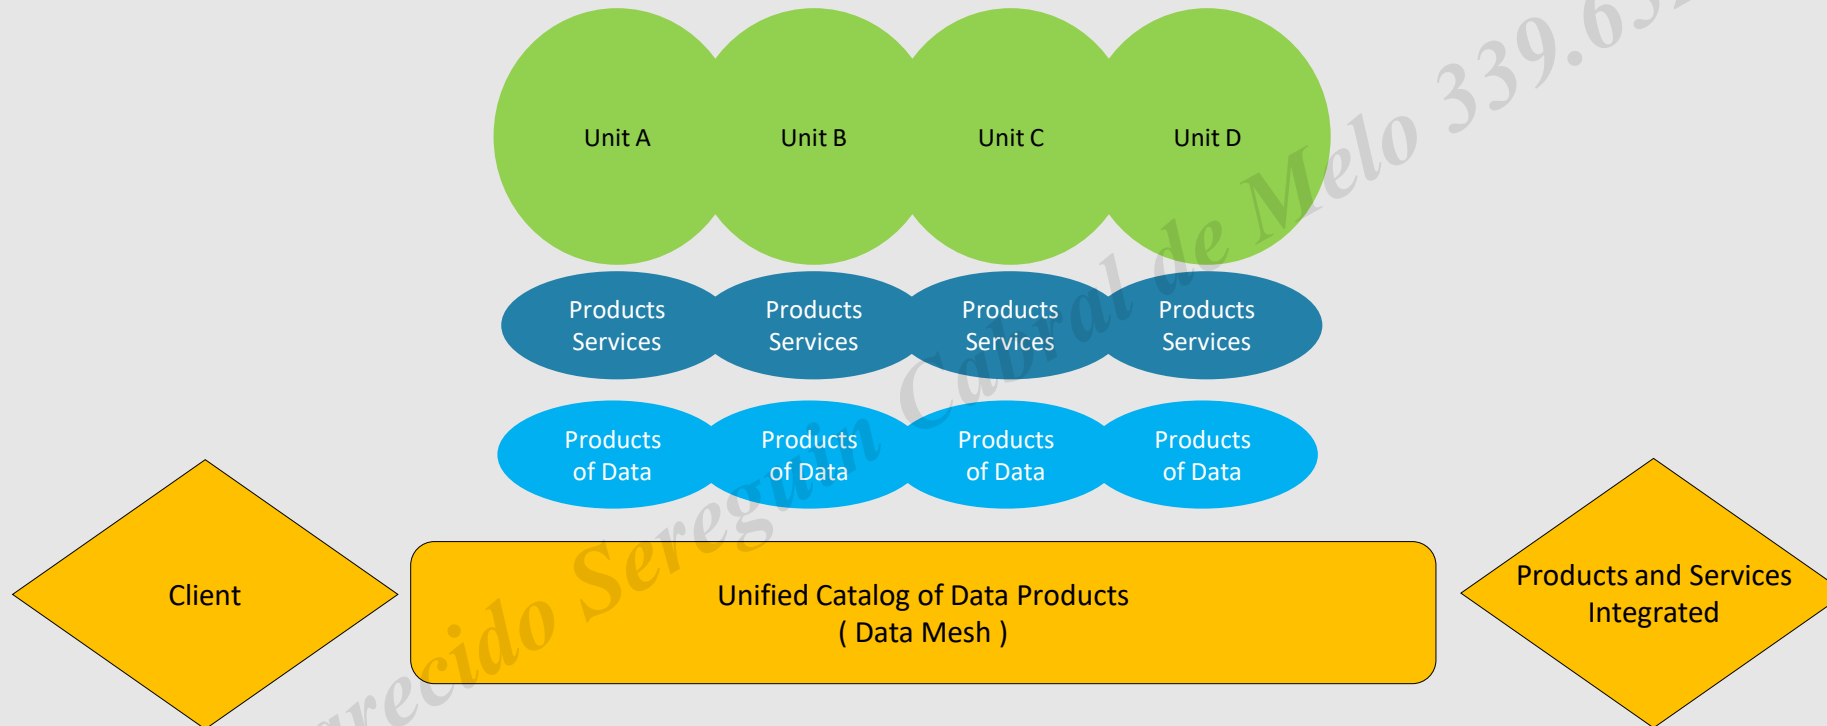 Unit A
Unit B
Unit C
Unit D
Products
Services
Products
Services
Products
Services
Products
Services
Products
of Data
Products
of Data
Products
of Data
Products
of Data
Client
Unified Catalog of Data Products
( Data Mesh )
Products and Services
Integrated
Sereguin Cabral de Melo 339.